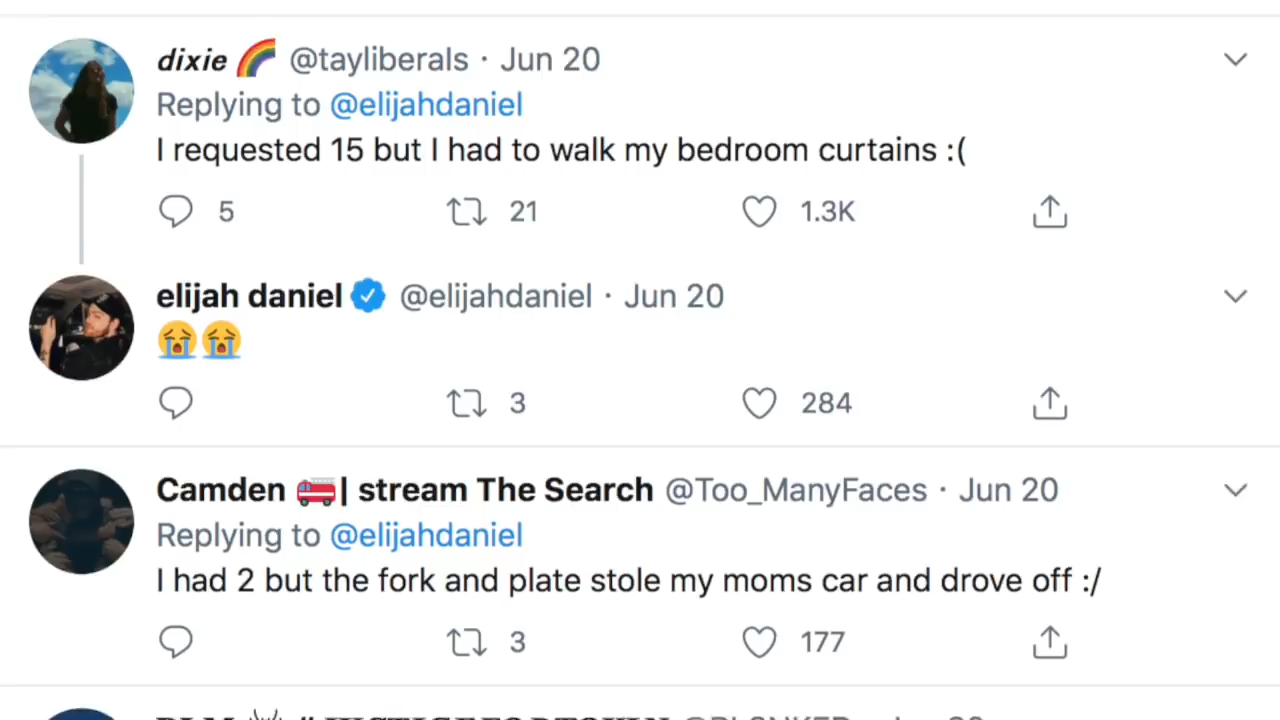 dixie 🌈 @tayliberals · Jun 20
Replying to @elijahdaniel
I requested 15 but I had to walk my bedroom curtains :(
5 21 1.3K
elijah daniel @elijahdaniel · Jun 20
😭😭
3 284
Camden 🚒| stream The Search @Too_ManyFaces · Jun 20
Replying to @elijahdaniel
I had 2 but the fork and plate stole my moms car and drove off :/
3 177